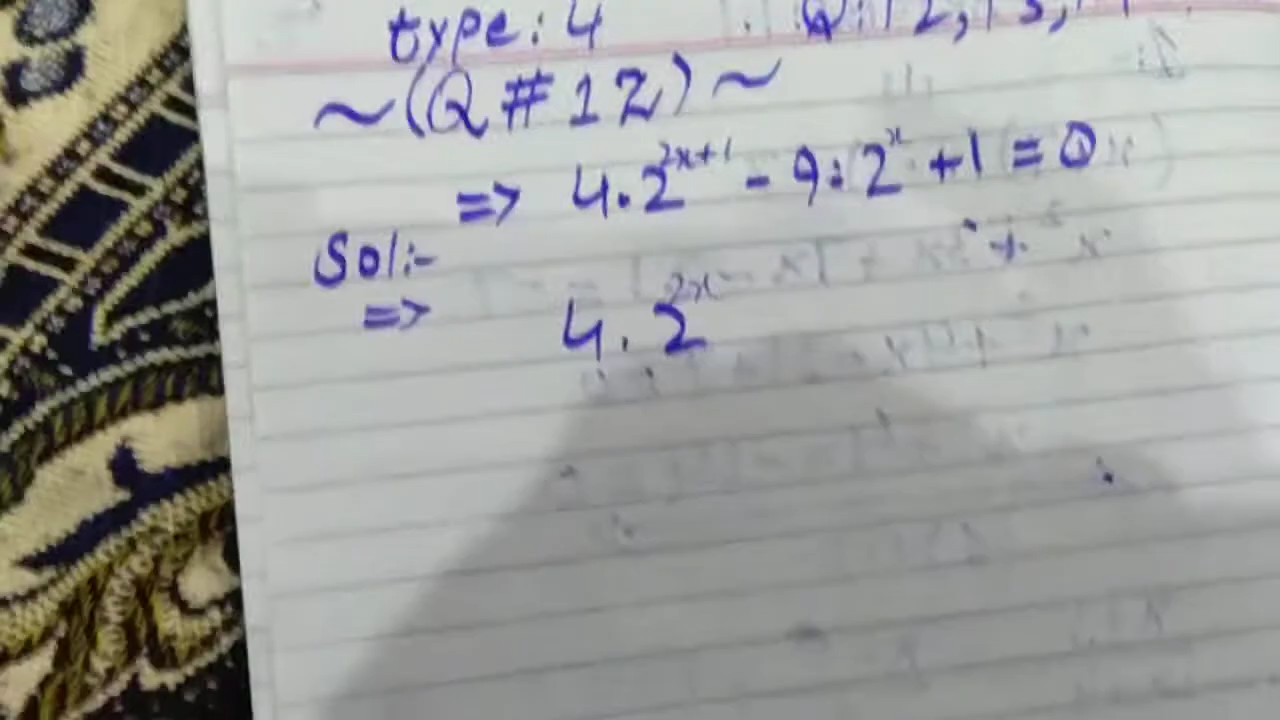 type: 4
~(Q # 12)~
=> 4.2^{2x+1} - 9.2^x + 1 = 0
Sol:-
=> 4.2^{2x}